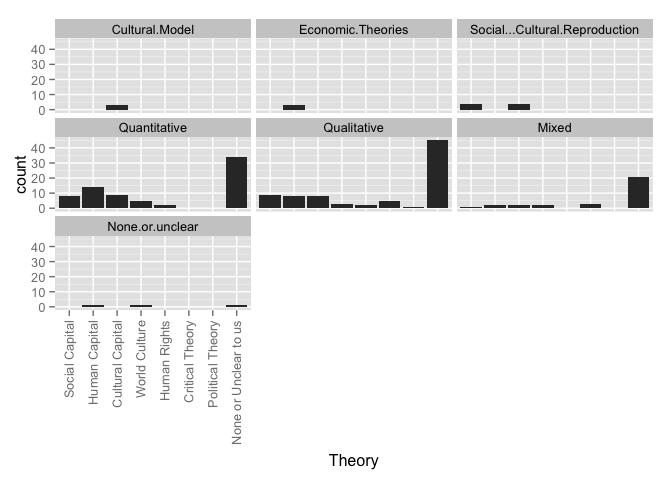 Cultural.Model
Economic.Theories
Social...Cultural.Reproduction
40
30
20
10
0
Quantitative
Qualitative
Mixed
40
30
20
10
0
count
None.or.unclear
40
30
20
10
0
Social Capital
Human Capital
Cultural Capital
World Culture
Human Rights
Critical Theory
Political Theory
None or Unclear to us
Theory